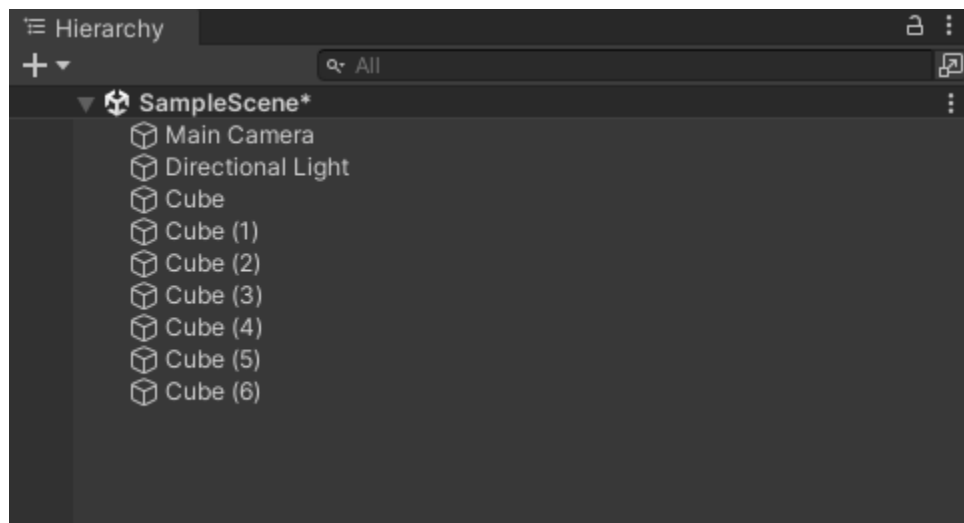 Hierarchy
All
SampleScene*
Main Camera
Directional Light
Cube
Cube (1)
Cube (2)
Cube (3)
Cube (4)
Cube (5)
Cube (6)